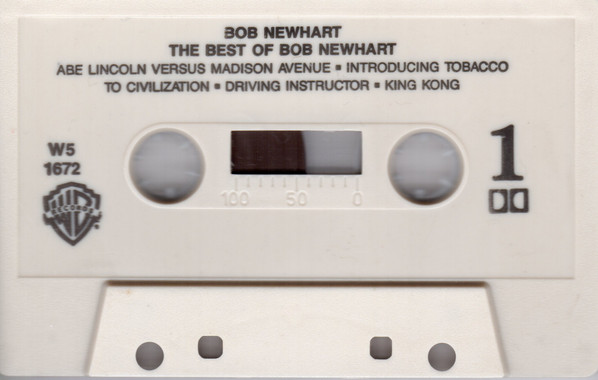 BOB NEWHART
THE BEST OF BOB NEWHART
ABE LINCOLN VERSUS MADISON AVENUE ▪ INTRODUCING TOBACCO
TO CIVILIZATION ▪ DRIVING INSTRUCTOR ▪ KING KONG
W5
1672
1
RECORDS
100 50 0